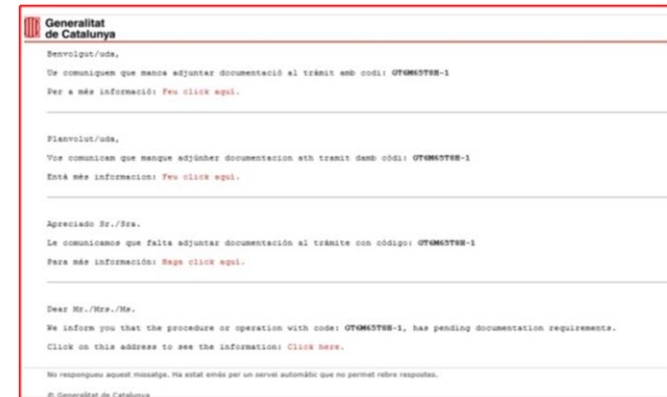 Generalitat
de Catalunya
Benvolgut/uda,
Us comuniquem que manca adjuntar documentació al tràmit amb codi: GT6M65T8H-1
Per a més informació: Feu click aquí.
Planvolut/uda,
Vos comunicam que manque adjúnher documentacion ath tramit damb còdi: GT6M65T8H-1
Entà mès informacion: Feu click aquí.
Apreciado Sr./Sra.
Le comunicamos que falta adjuntar documentación al trámite con código: GT6M65T8H-1
Para más información: Haga click aquí.
Dear Mr./Mrs./Ms.
We inform you that the procedure or operation with code: GT6M65T8H-1, has pending documentation requirements.
Click on this address to see the information: Click here.
No respongueu aquest missatge. Ha estat emès per un servei automàtic que no permet rebre respostes.
© Generalitat de Catalunya